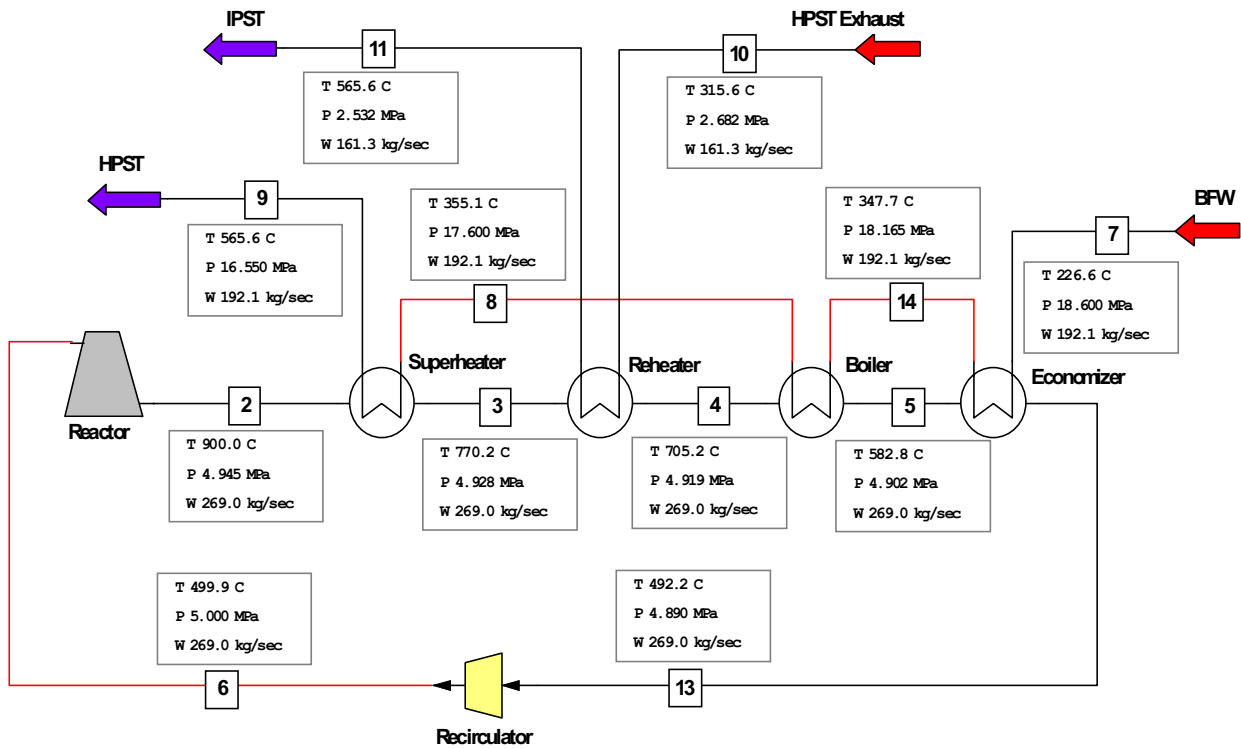 IPST
HPST Exhaust
11
10
T 565.6 C
P 2.532 MPa
W 161.3 kg/sec
T 315.6 C
P 2.682 MPa
W 161.3 kg/sec
HPST
9
T 565.6 C
P 16.550 MPa
W 192.1 kg/sec
T 355.1 C
P 17.600 MPa
W 192.1 kg/sec
8
T 347.7 C
P 18.165 MPa
W 192.1 kg/sec
14
BFW
7
T 226.6 C
P 18.600 MPa
W 192.1 kg/sec
Superheater
Reheater
Boiler
Economizer
Reactor
2
3
4
5
T 900.0 C
P 4.945 MPa
W 269.0 kg/sec
T 770.2 C
P 4.928 MPa
W 269.0 kg/sec
T 705.2 C
P 4.919 MPa
W 269.0 kg/sec
T 582.8 C
P 4.902 MPa
W 269.0 kg/sec
T 499.9 C
P 5.000 MPa
W 269.0 kg/sec
T 492.2 C
P 4.890 MPa
W 269.0 kg/sec
6
13
Recirculator